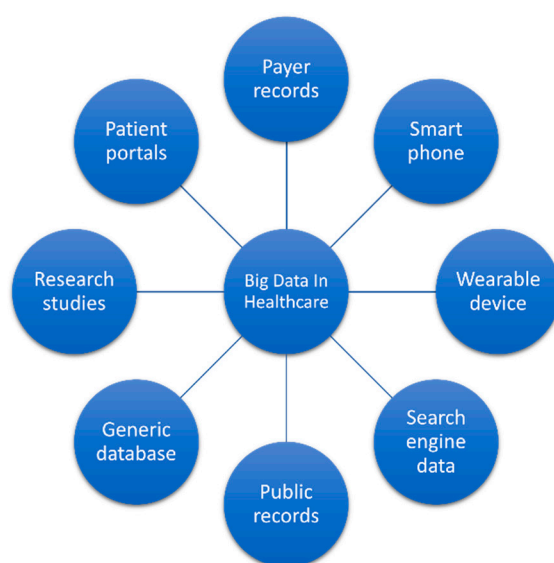 Payer
records
Smart
phone
Wearable
device
Search
engine
data
Public
records
Generic
database
Research
studies
Patient
portals
Big Data In
Healthcare